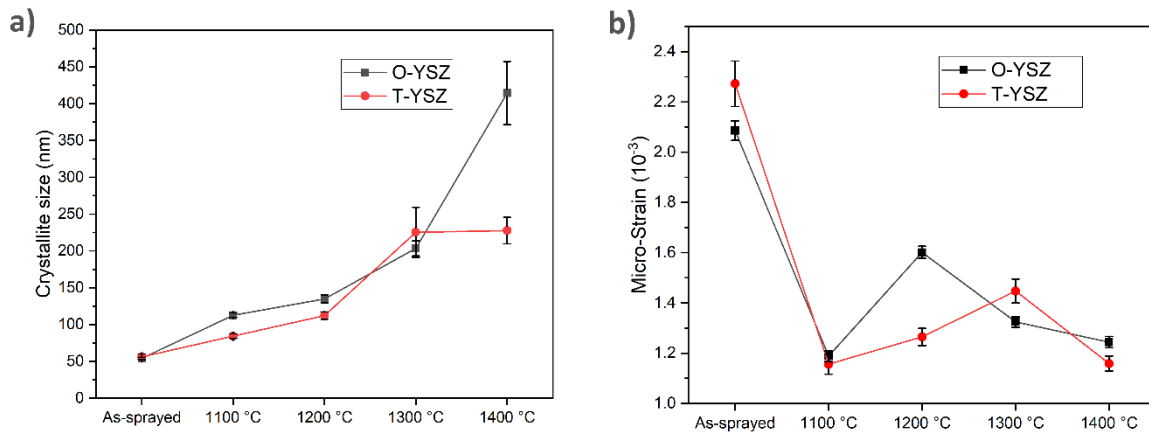 a)
Crystallite size (nm)
500
450
400
350
300
250
200
150
100
50
0
O-YSZ
T-YSZ
As-sprayed 1100 °C 1200 °C 1300 °C 1400 °C
b)
Micro-Strain (10⁻³)
2.4
2.2
2.0
1.8
1.6
1.4
1.2
1.0
O-YSZ
T-YSZ
As-sprayed 1100 °C 1200 °C 1300 °C 1400 °C